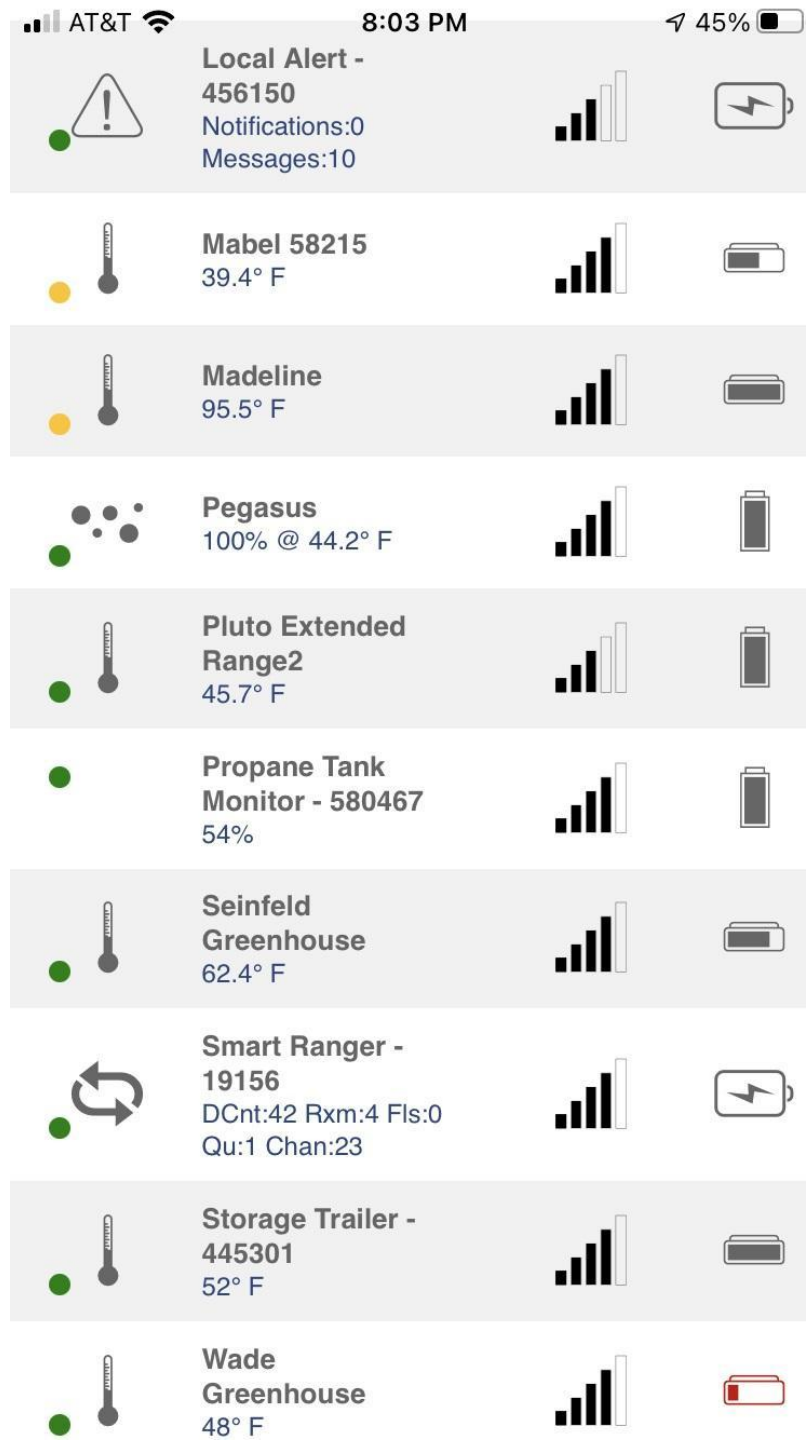 AT&T 8:03 PM 45%
Local Alert -
456150
Notifications:0
Messages:10
Mabel 58215
39.4° F
Madeline
95.5° F
Pegasus
100% @ 44.2° F
Pluto Extended
Range2
45.7° F
Propane Tank
Monitor - 580467
54%
Seinfeld
Greenhouse
62.4° F
Smart Ranger -
19156
DCnt:42 Rxm:4 Fls:0
Qu:1 Chan:23
Storage Trailer -
445301
52° F
Wade
Greenhouse
48° F